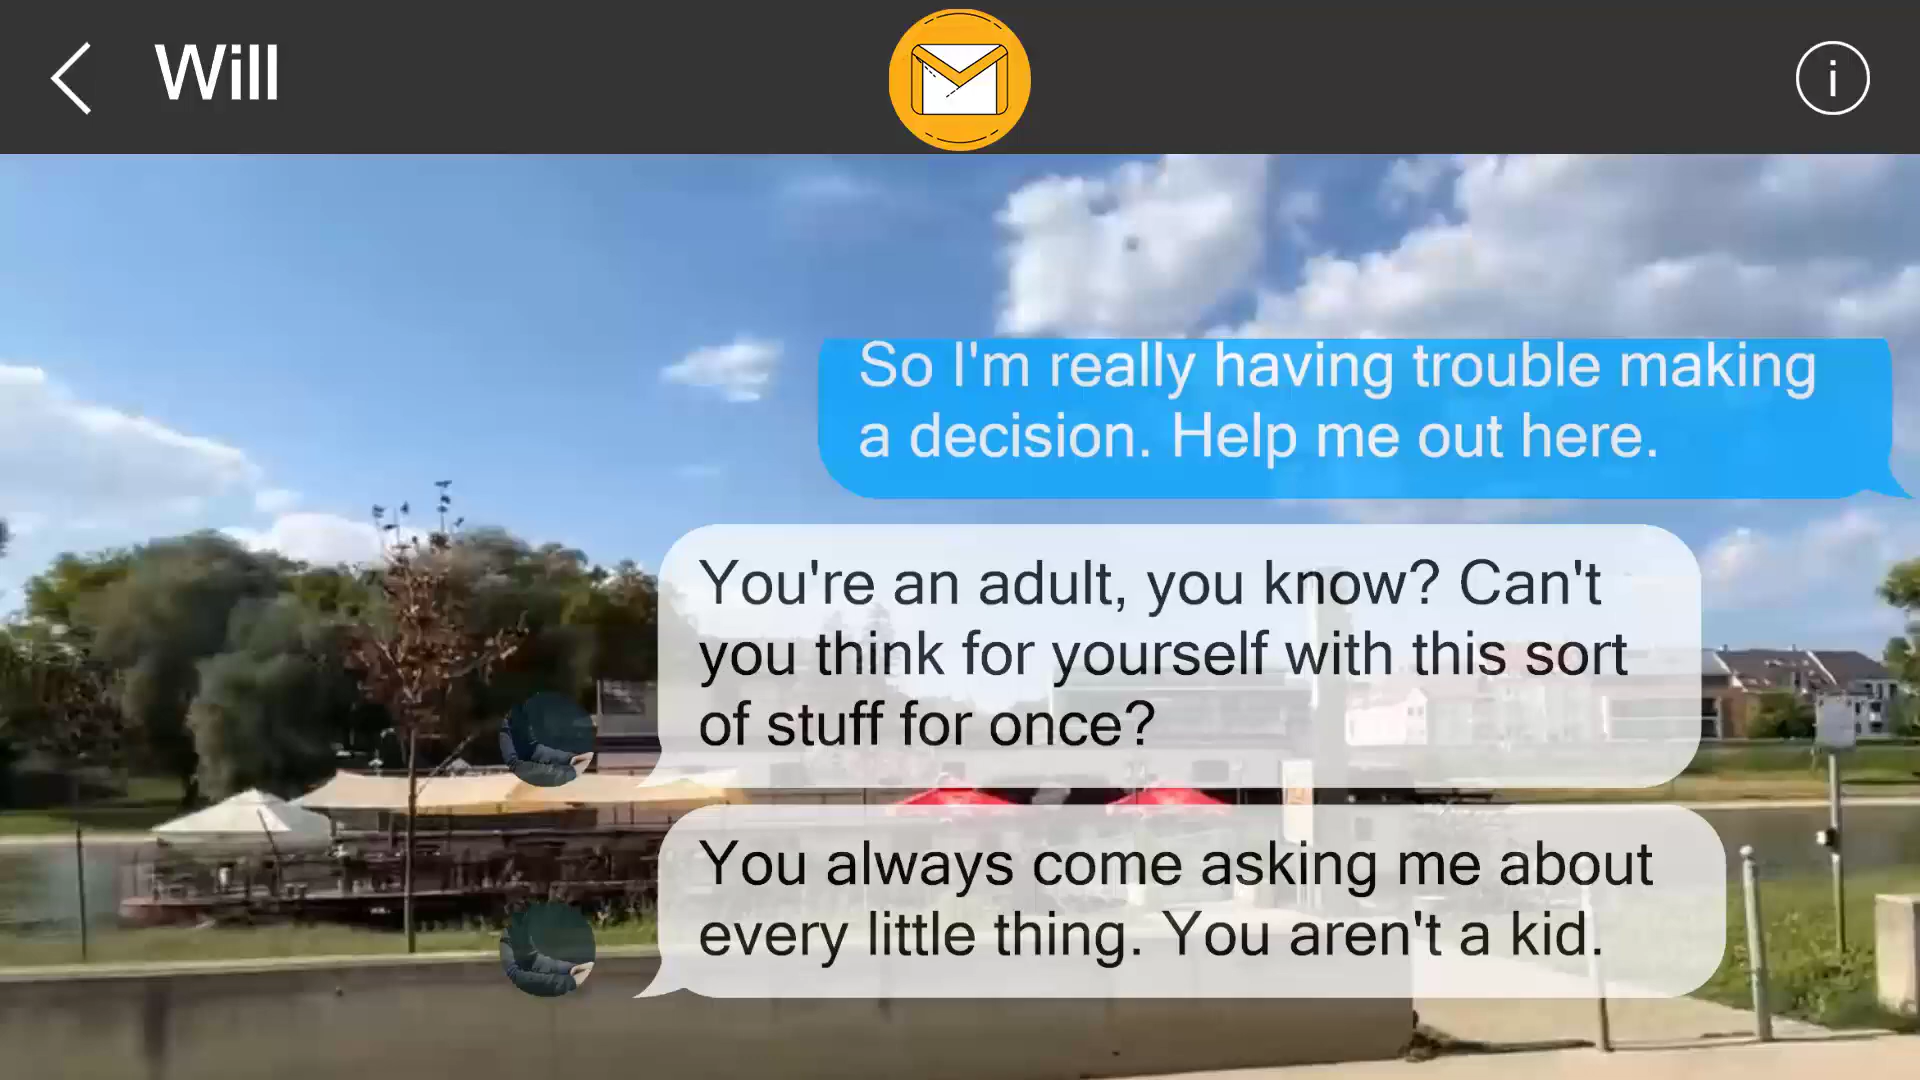 Will
So I'm really having trouble making
a decision. Help me out here.
You're an adult, you know? Can't
you think for yourself with this sort
of stuff for once?
You always come asking me about
every little thing. You aren't a kid.